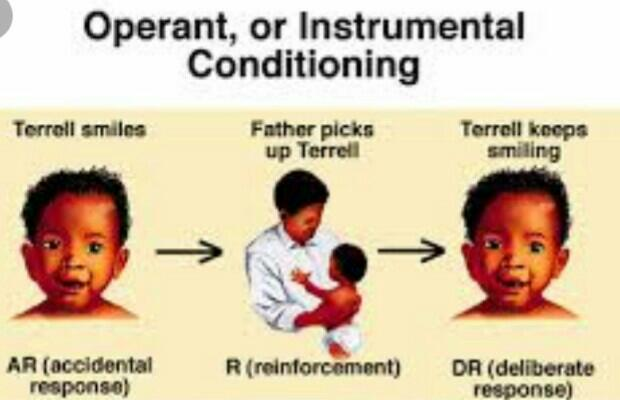 Operant, or Instrumental
Conditioning
Terrell smiles
Father picks
up Terrell
Terrell keeps
smiling
AR (accidental
response)
R (reinforcement)
DR (deliberate
response)